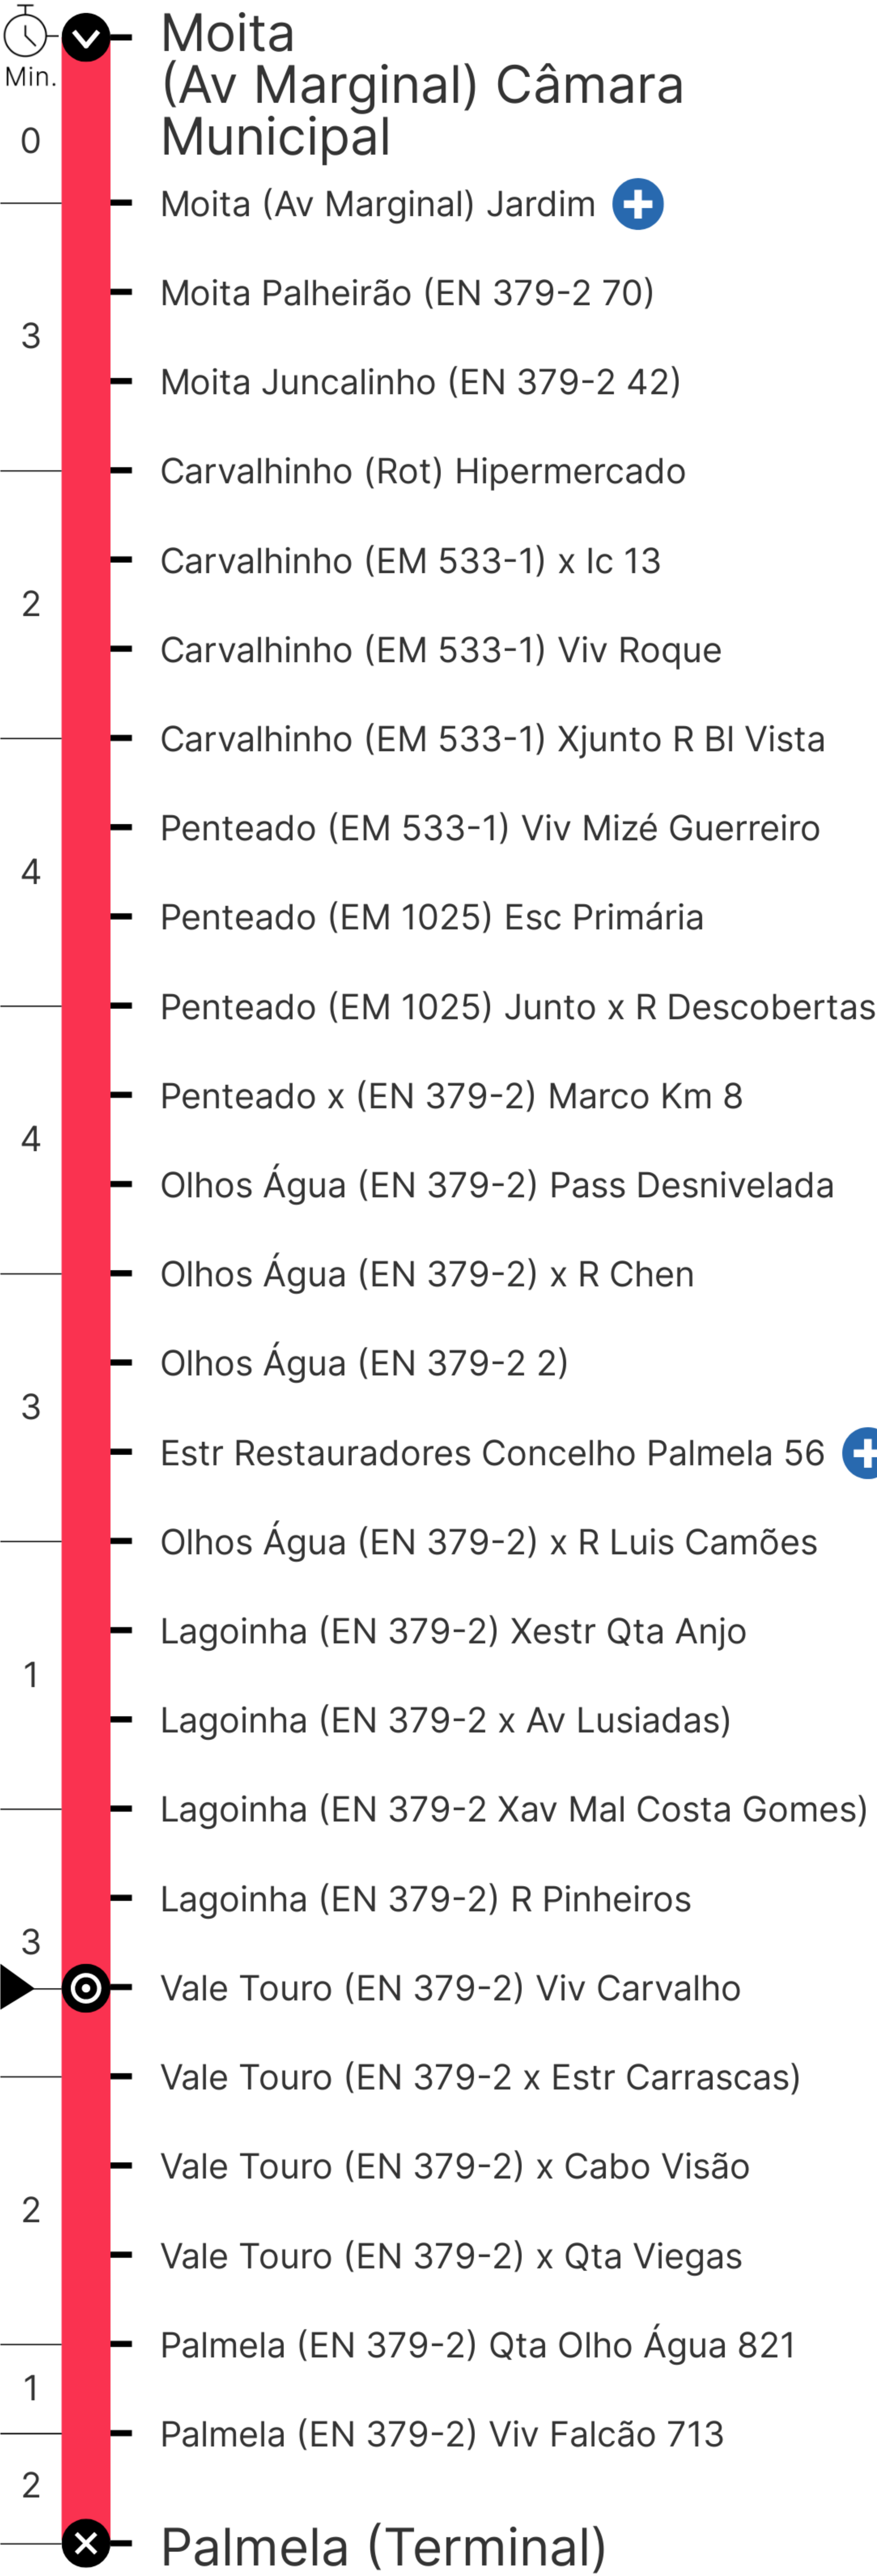 Moita
(Av Marginal) Câmara
Municipal
Min.
0
Moita (Av Marginal) Jardim
Moita Palheirão (EN 379-2 70)
3
Moita Juncalinho (EN 379-2 42)
Carvalhinho (Rot) Hipermercado
Carvalhinho (EM 533-1) x Ic 13
2
Carvalhinho (EM 533-1) Viv Roque
Carvalhinho (EM 533-1) Xjunto R Bl Vista
Penteado (EM 533-1) Viv Mizé Guerreiro
4
Penteado (EM 1025) Esc Primária
Penteado (EM 1025) Junto x R Descobertas
Penteado x (EN 379-2) Marco Km 8
4
Olhos Água (EN 379-2) Pass Desnivelada
Olhos Água (EN 379-2) x R Chen
Olhos Água (EN 379-2 2)
3
Estr Restauradores Concelho Palmela 56
Olhos Água (EN 379-2) x R Luis Camões
Lagoinha (EN 379-2) Xestr Qta Anjo
1
Lagoinha (EN 379-2 x Av Lusiadas)
Lagoinha (EN 379-2 Xav Mal Costa Gomes)
Lagoinha (EN 379-2) R Pinheiros
3
Vale Touro (EN 379-2) Viv Carvalho
Vale Touro (EN 379-2 x Estr Carrascas)
Vale Touro (EN 379-2) x Cabo Visão
2
Vale Touro (EN 379-2) x Qta Viegas
Palmela (EN 379-2) Qta Olho Água 821
1
Palmela (EN 379-2) Viv Falcão 713
2
Palmela (Terminal)